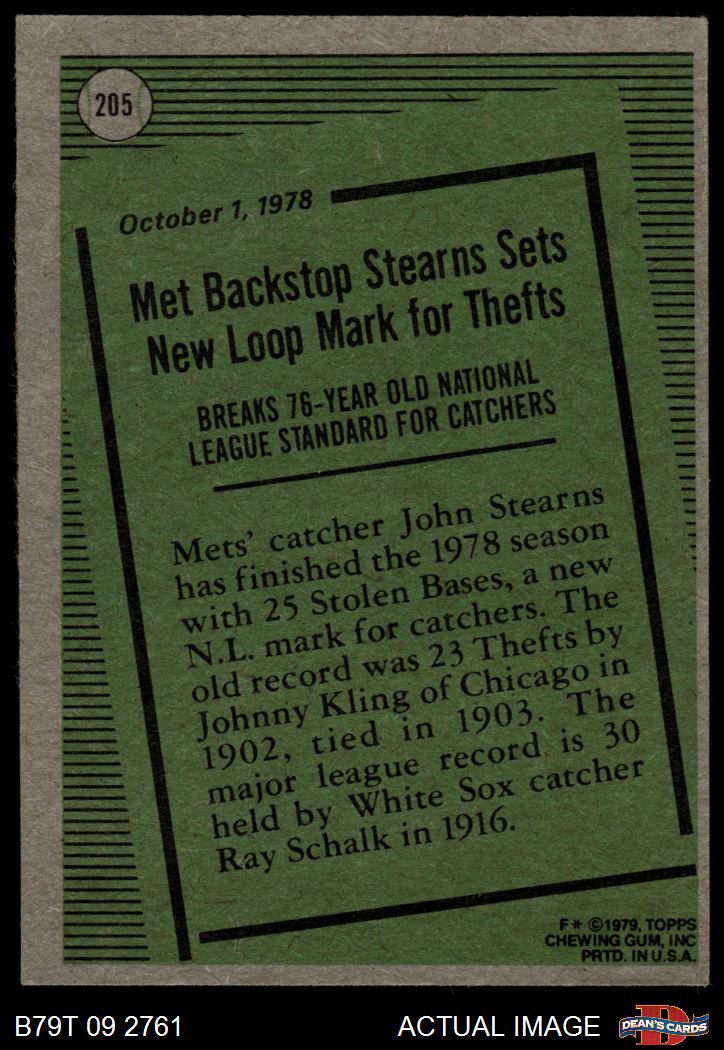 205
October 1, 1978
Met Backstop Stearns Sets
New Loop Mark for Thefts
BREAKS 76-YEAR OLD NATIONAL
LEAGUE STANDARD FOR CATCHERS
Mets' catcher John Stearns
has finished the 1978 season
with 25 Stolen Bases, a new
N.L. mark for catchers. The
old record was 23 Thefts by
Johnny Kling of Chicago in
1902, tied in 1903. The
major league record is 30
held by White Sox catcher
Ray Schalk in 1916.
F* ©1979, TOPPS
CHEWING GUM, INC
PRTD. IN U.S.A.
B79T 09 2761
ACTUAL IMAGE
D
DEAN'S CARDS